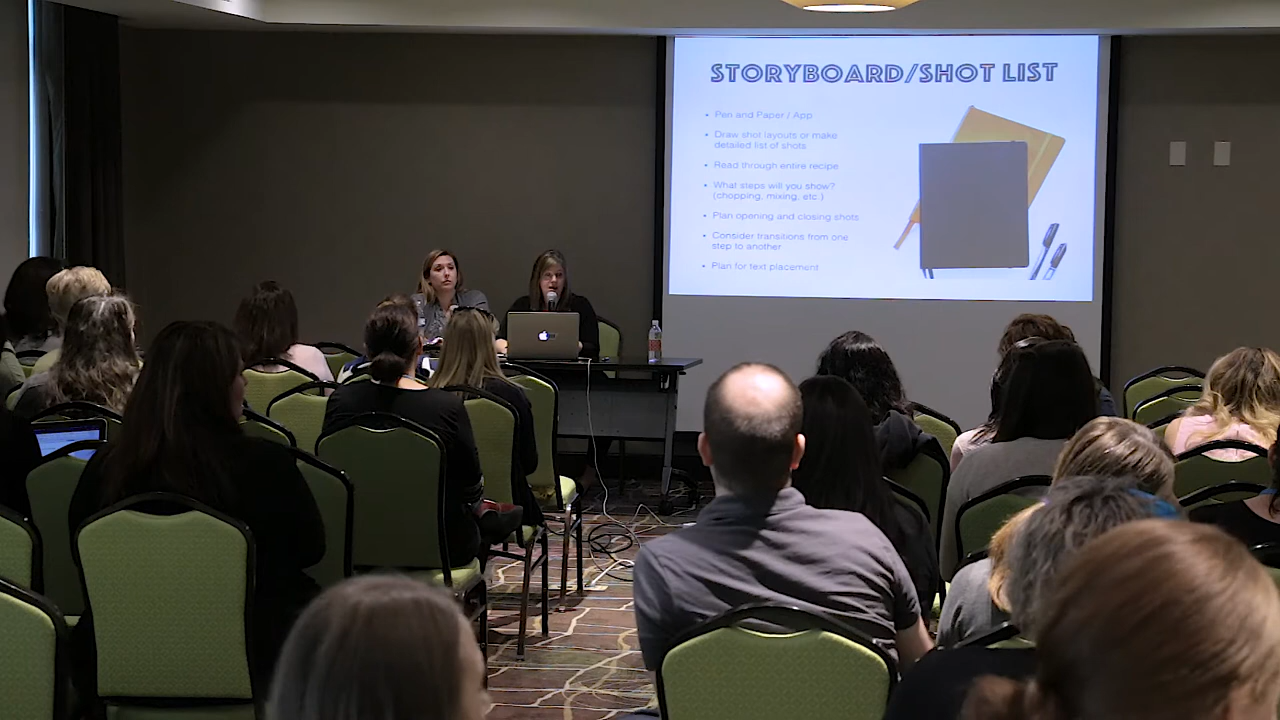 STORYBOARD/SHOT LIST
• Pen and Paper / App
• Draw shot layouts or make
detailed list of shots
• Read through entire recipe
• What steps will you show?
(chopping, mixing, etc.)
• Plan opening and closing shots
• Consider transitions from one
step to another
• Plan for text placement